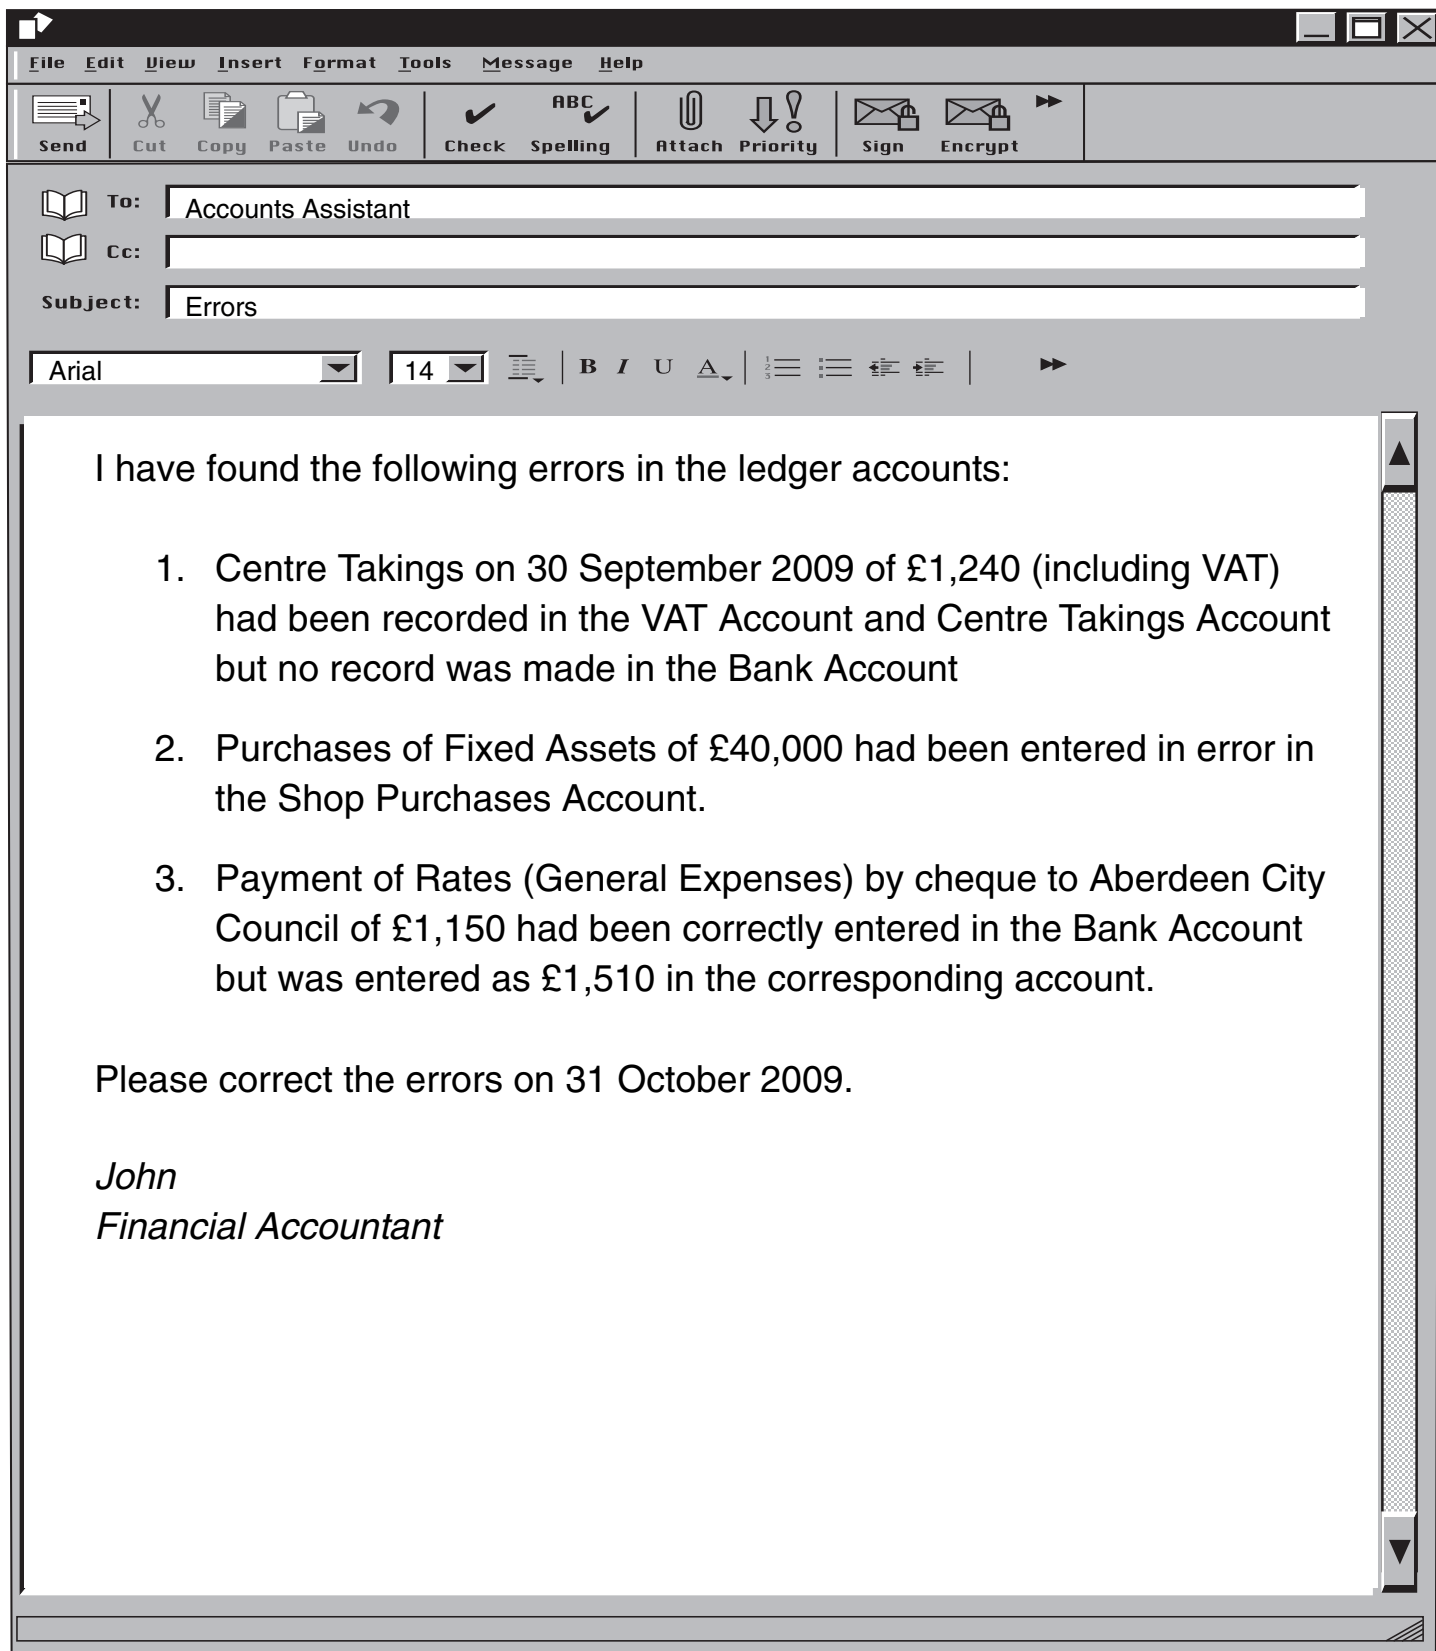 File Edit View Insert Format Tools Message Help
ABC
Send Cut Copy Paste Undo Check Spelling Attach Priority Sign Encrypt
To: Accounts Assistant
Cc:
Subject: Errors
Arial 14 B I U A
I have found the following errors in the ledger accounts:
1. Centre Takings on 30 September 2009 of £1,240 (including VAT)
had been recorded in the VAT Account and Centre Takings Account
but no record was made in the Bank Account
2. Purchases of Fixed Assets of £40,000 had been entered in error in
the Shop Purchases Account.
3. Payment of Rates (General Expenses) by cheque to Aberdeen City
Council of £1,150 had been correctly entered in the Bank Account
but was entered as £1,510 in the corresponding account.
Please correct the errors on 31 October 2009.
John
Financial Accountant